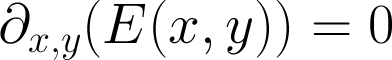 ∂_{x,y}(E(x, y)) = 0